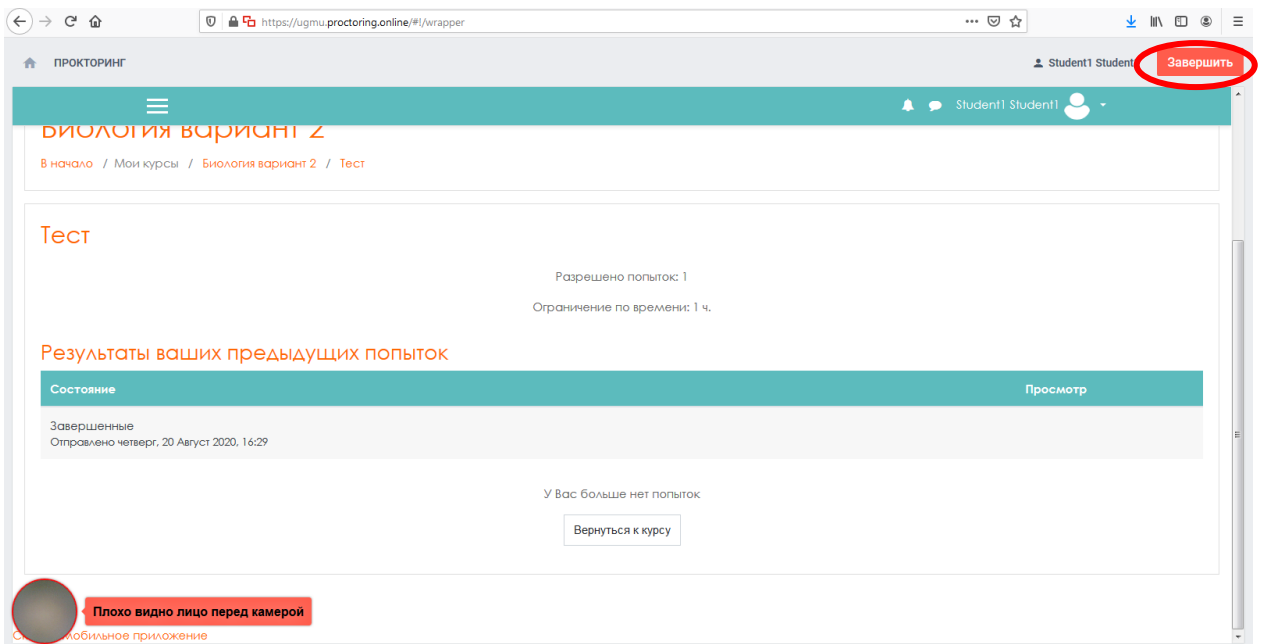 https://ugmu.proctoring.online/#!/wrapper
ПРОКТОРИНГ
Student1 Student
Завершить
Student1 Student1
Биология вариант 2
В начало / Мои курсы / Биология вариант 2 / Тест
Тест
Разрешено попыток: 1
Ограничение по времени: 1 ч.
Результаты ваших предыдущих попыток
Состояние Просмотр
Завершенные
Отправлено четверг, 20 Август 2020, 16:29
У Вас больше нет попыток
Вернуться к курсу
Плохо видно лицо перед камерой
мобильное приложение